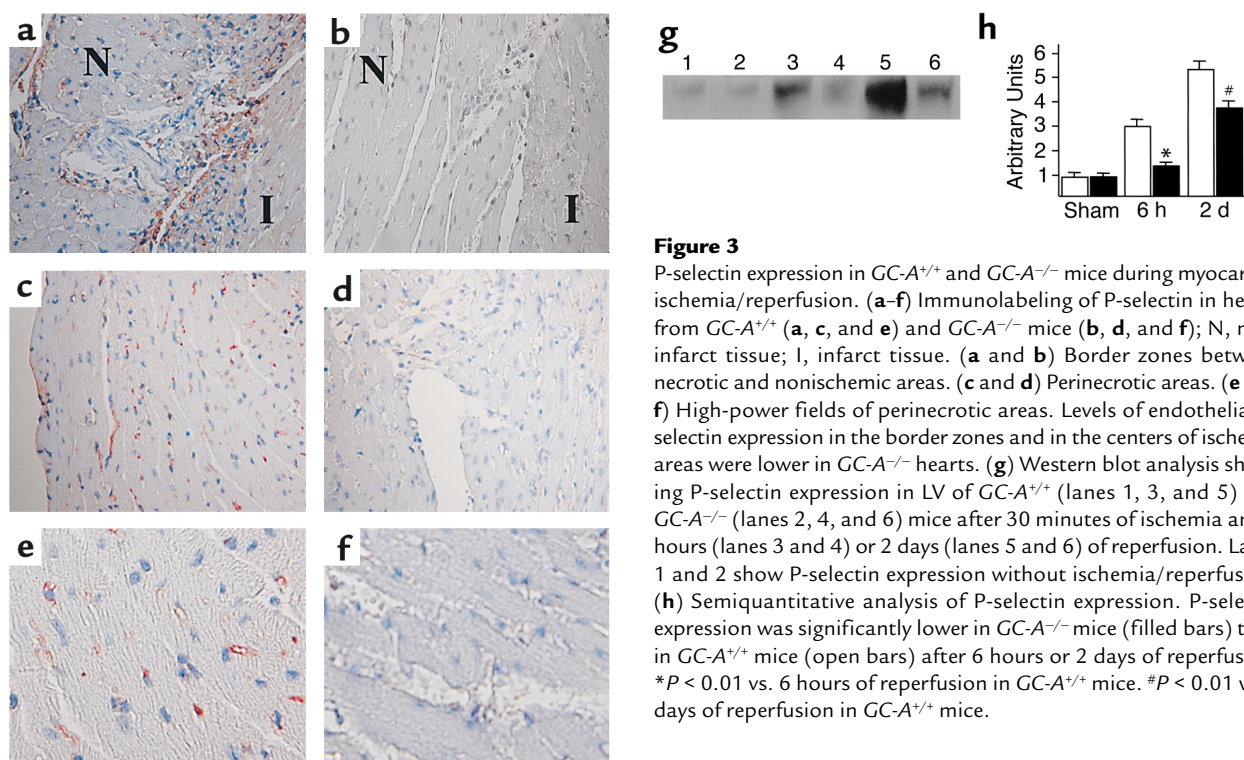 a
N
I
b
N
I
c
d
e
f
g
1 2 3 4 5 6
h
Arbitrary Units
6
5
4
3
2
1
*
#
Sham 6 h 2 d
Figure 3
P-selectin expression in GC-A+/+ and GC-A−/− mice during myocar
ischemia/reperfusion. (a–f) Immunolabeling of P-selectin in he
from GC-A+/+ (a, c, and e) and GC-A−/− mice (b, d, and f); N, n
infarct tissue; I, infarct tissue. (a and b) Border zones betw
necrotic and nonischemic areas. (c and d) Perinecrotic areas. (e
f) High-power fields of perinecrotic areas. Levels of endothelia
selectin expression in the border zones and in the centers of ische
areas were lower in GC-A−/− hearts. (g) Western blot analysis sh
ing P-selectin expression in LV of GC-A+/+ (lanes 1, 3, and 5)
GC-A−/− (lanes 2, 4, and 6) mice after 30 minutes of ischemia an
hours (lanes 3 and 4) or 2 days (lanes 5 and 6) of reperfusion. La
1 and 2 show P-selectin expression without ischemia/reperfus
(h) Semiquantitative analysis of P-selectin expression. P-sele
expression was significantly lower in GC-A−/− mice (filled bars) t
in GC-A+/+ mice (open bars) after 6 hours or 2 days of reperfus
*P < 0.01 vs. 6 hours of reperfusion in GC-A+/+ mice. #P < 0.01 v
days of reperfusion in GC-A+/+ mice.